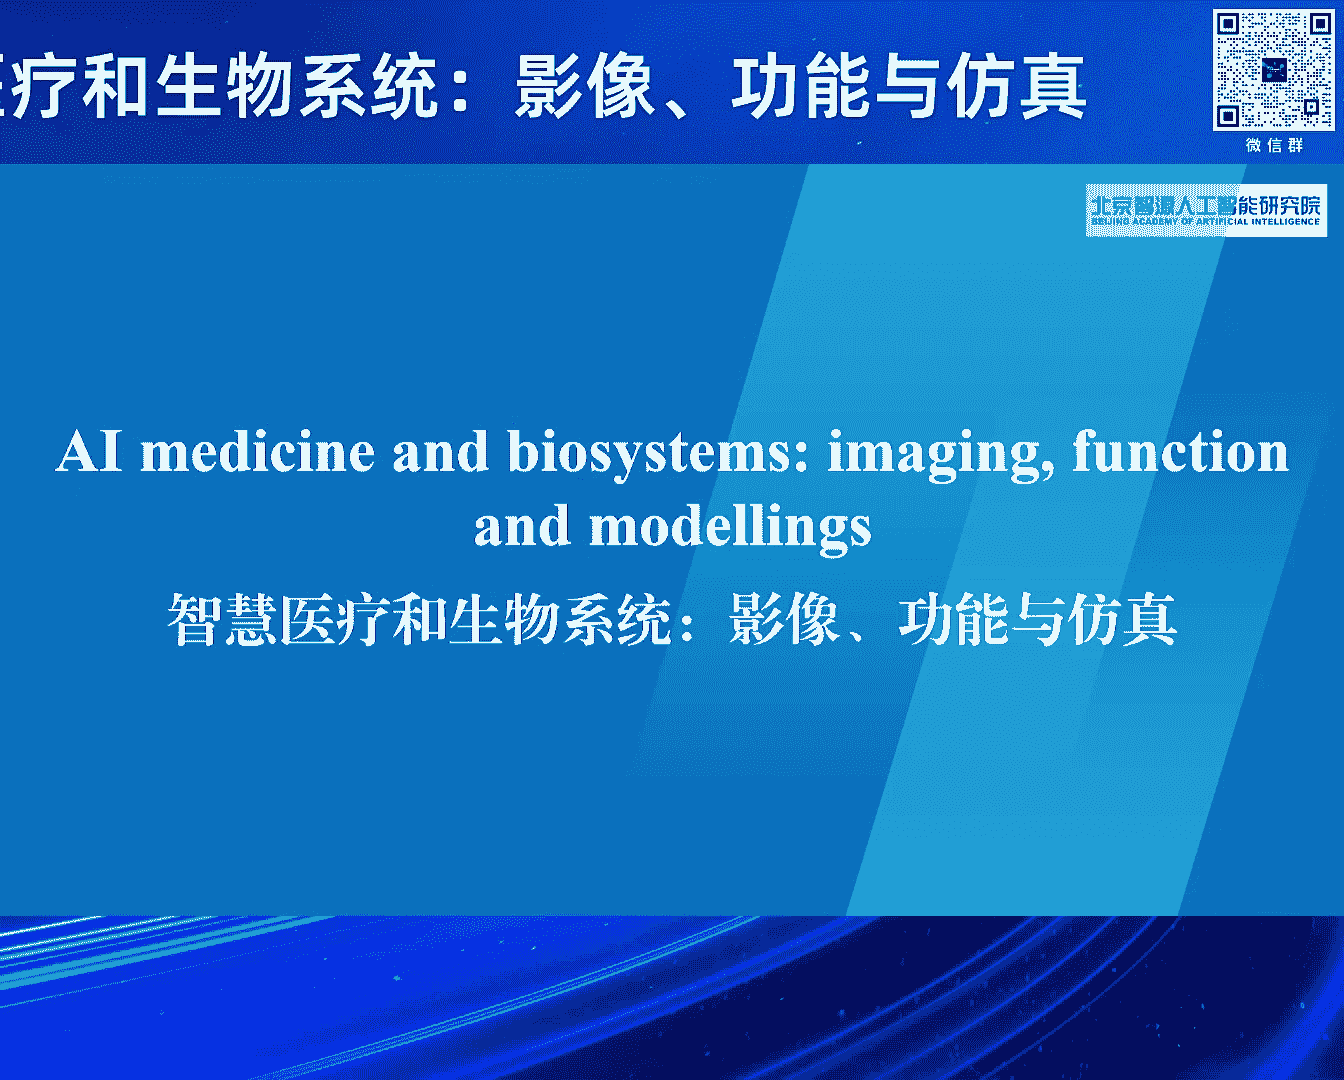 医疗和生物系统：影像、功能与仿真
微信群
北京智源人工智能研究院
BEIJING ACADEMY OF ARTIFICIAL INTELLIGENCE
AI medicine and biosystems: imaging, function
and modellings
智慧医疗和生物系统：影像、功能与仿真